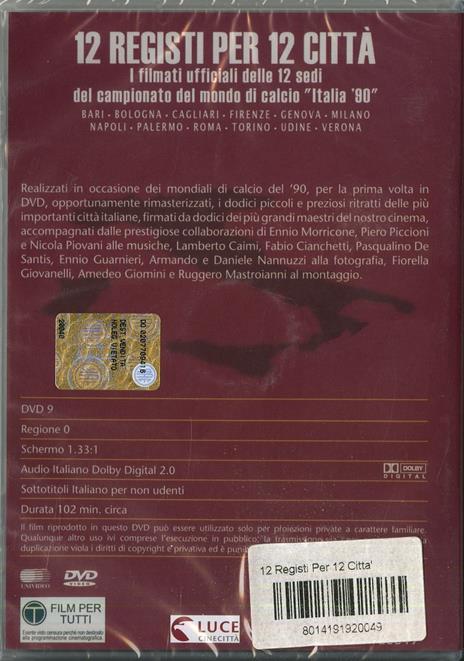 12 REGISTI PER 12 CITTÀ
I filmati ufficiali delle 12 sedi
del campionato del mondo di calcio "Italia '90"
BARI · BOLOGNA · CAGLIARI · FIRENZE · GENOVA · MILANO
NAPOLI · PALERMO · ROMA · TORINO · UDINE · VERONA
Realizzati in occasione dei mondiali di calcio del '90, per la prima volta in
DVD, opportunamente rimasterizzati, i dodici piccoli e preziosi ritratti delle più
importanti città italiane, firmati da dodici dei più grandi maestri del nostro cinema,
accompagnati dalle prestigiose collaborazioni di Ennio Morricone, Piero Piccioni
e Nicola Piovani alle musiche, Lamberto Caimi, Fabio Cianchetti, Pasqualino De
Santis, Ennio Guarnieri, Armando e Daniele Nannuzzi alla fotografia, Fiorella
Giovanelli, Amedeo Giomini e Ruggero Mastroianni al montaggio.
DEST. VENDITA
NOLEG VIETATO
DVD 9
Regione 0
Schermo 1.33:1
Audio Italiano Dolby Digital 2.0
DOLBY
DIGITAL
Sottotitoli Italiano per non udenti
Durata 102 min. circa
Il film riprodotto in questo DVD può essere utilizzato solo per proiezioni private a carattere familiare.
Qualunque altro uso ivi comprese l'esecuzione in pubblico, la trasmissione
duplicazione viola i diritti di copyright e privativa ed è
UNIVIDEO
DVD
VIDEO
T FILM PER
TUTTI
LUCE
CINECITTÀ
12 Registi Per 12 Citta'
8014191920049